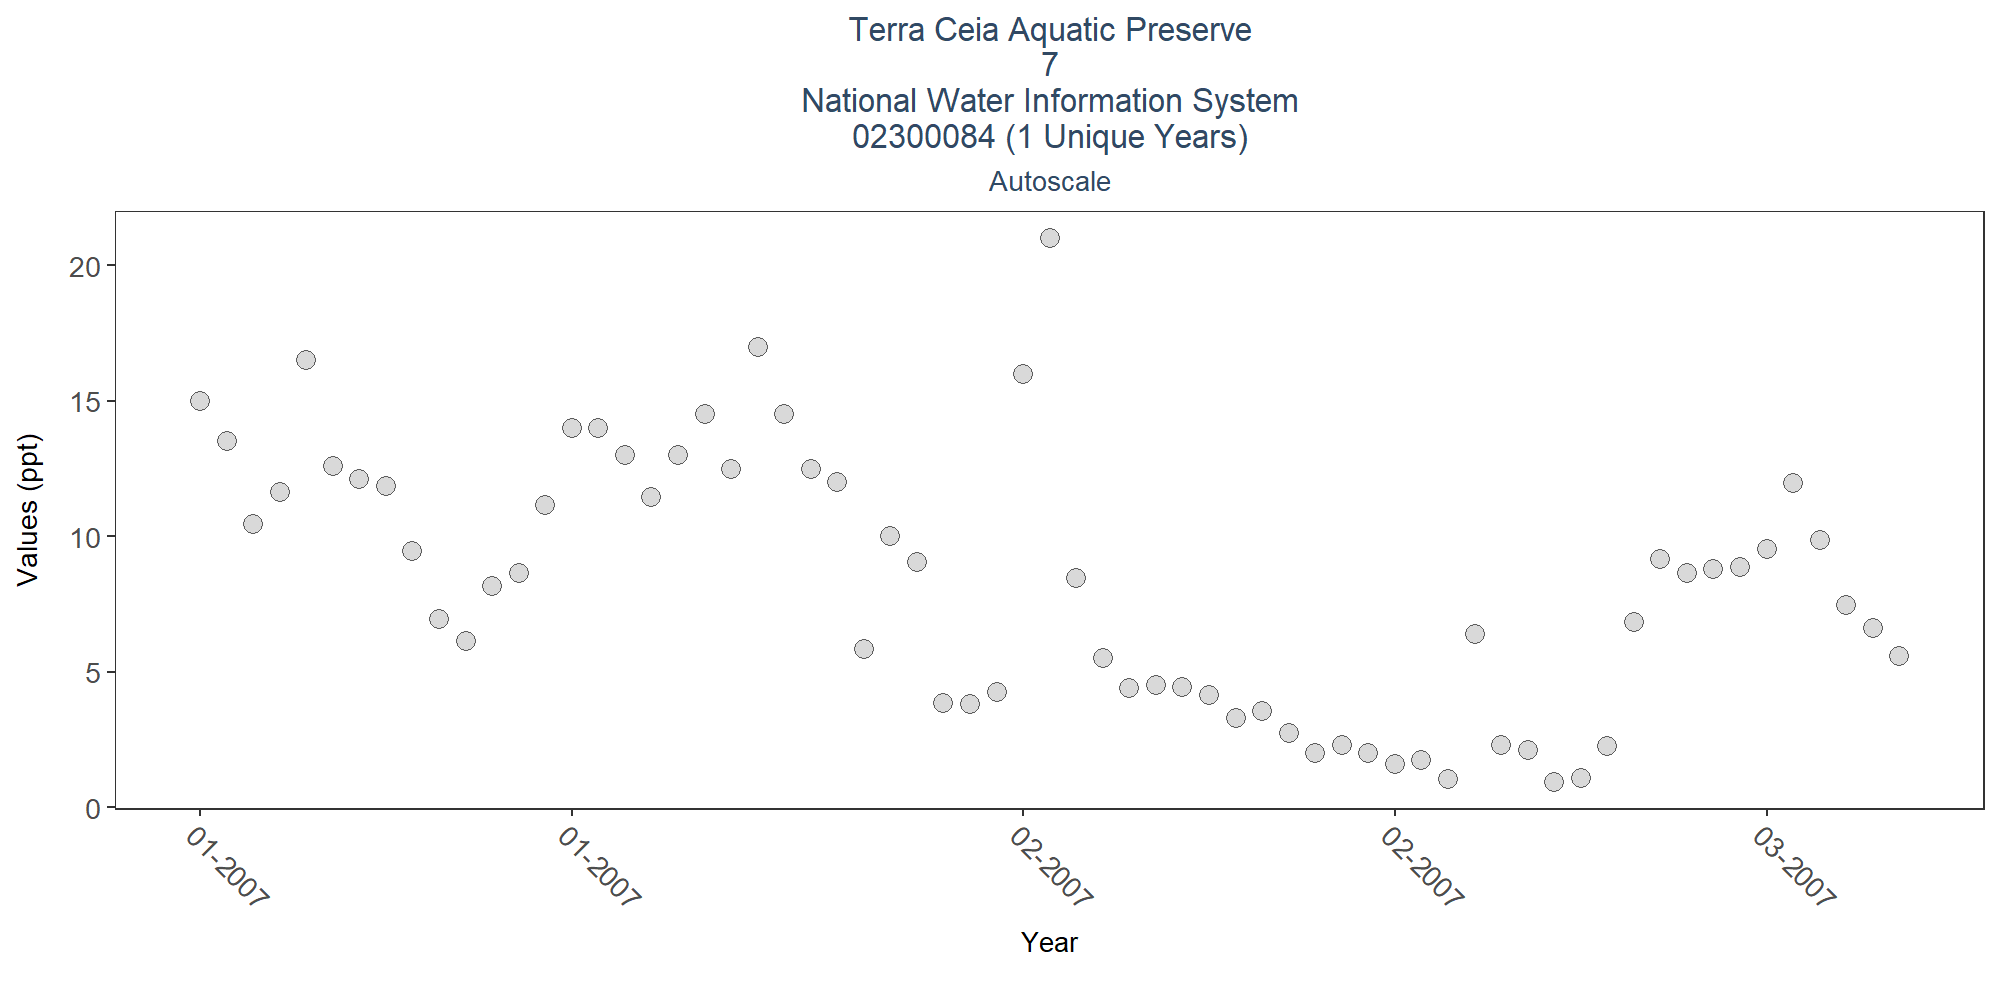 Terra Ceia Aquatic Preserve
7
National Water Information System
02300084 (1 Unique Years)
Autoscale
Values (ppt)
20
15
10
5
0
01-2007
01-2007
02-2007
02-2007
03-2007
Year